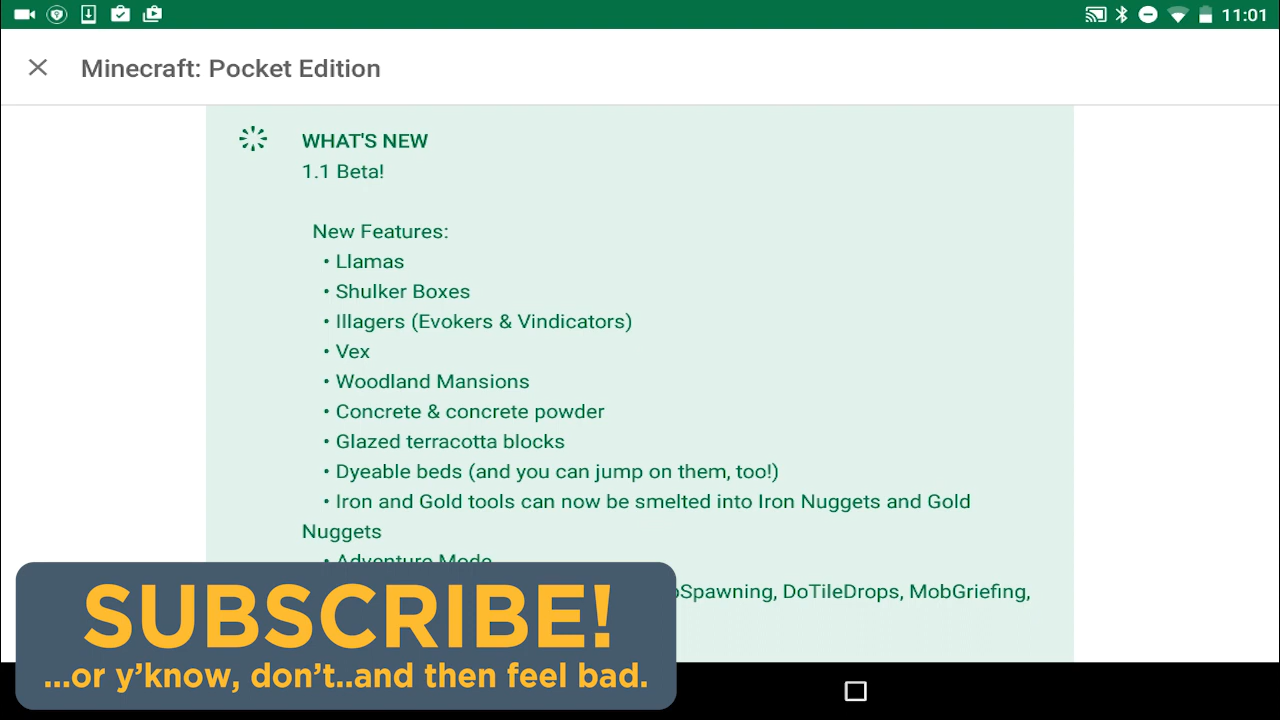 11:01
Minecraft: Pocket Edition
WHAT'S NEW
1.1 Beta!
New Features:
• Llamas
• Shulker Boxes
• Illagers (Evokers & Vindicators)
• Vex
• Woodland Mansions
• Concrete & concrete powder
• Glazed terracotta blocks
• Dyeable beds (and you can jump on them, too!)
• Iron and Gold tools can now be smelted into Iron Nuggets and Gold
Nuggets
• Adventure Mode
DoTileDrops, MobGriefing,
SUBSCRIBE!
...or y'know, don't..and then feel bad.